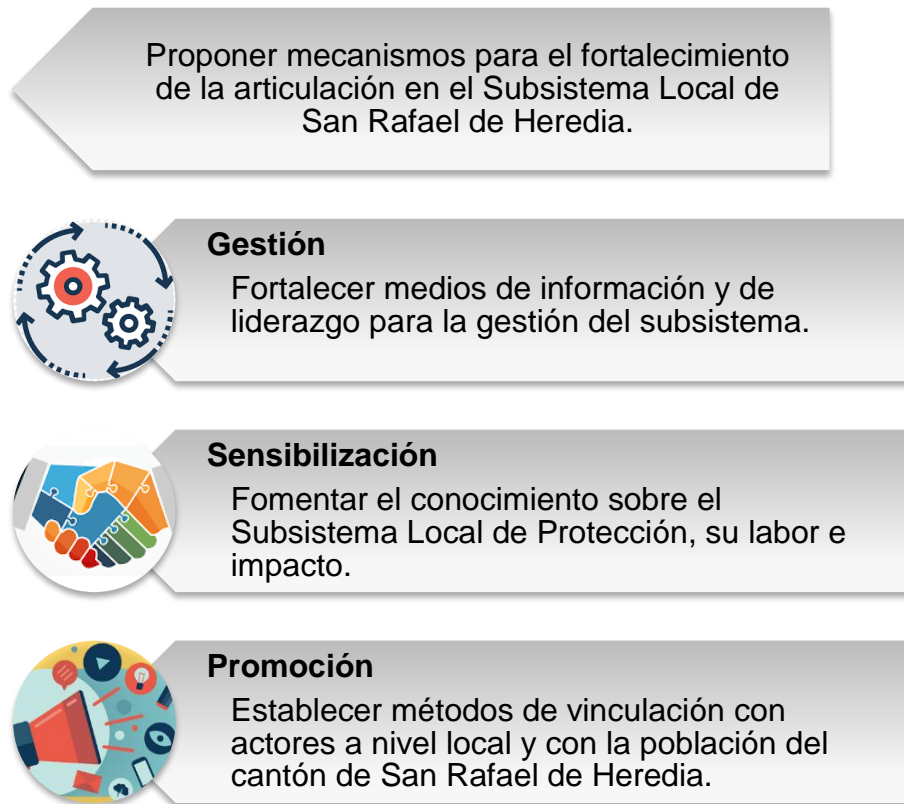 Proponer mecanismos para el fortalecimiento
de la articulación en el Subsistema Local de
San Rafael de Heredia.
Gestión
Fortalecer medios de información y de
liderazgo para la gestión del subsistema.
Sensibilización
Fomentar el conocimiento sobre el
Subsistema Local de Protección, su labor e
impacto.
Promoción
Establecer métodos de vinculación con
actores a nivel local y con la población del
cantón de San Rafael de Heredia.